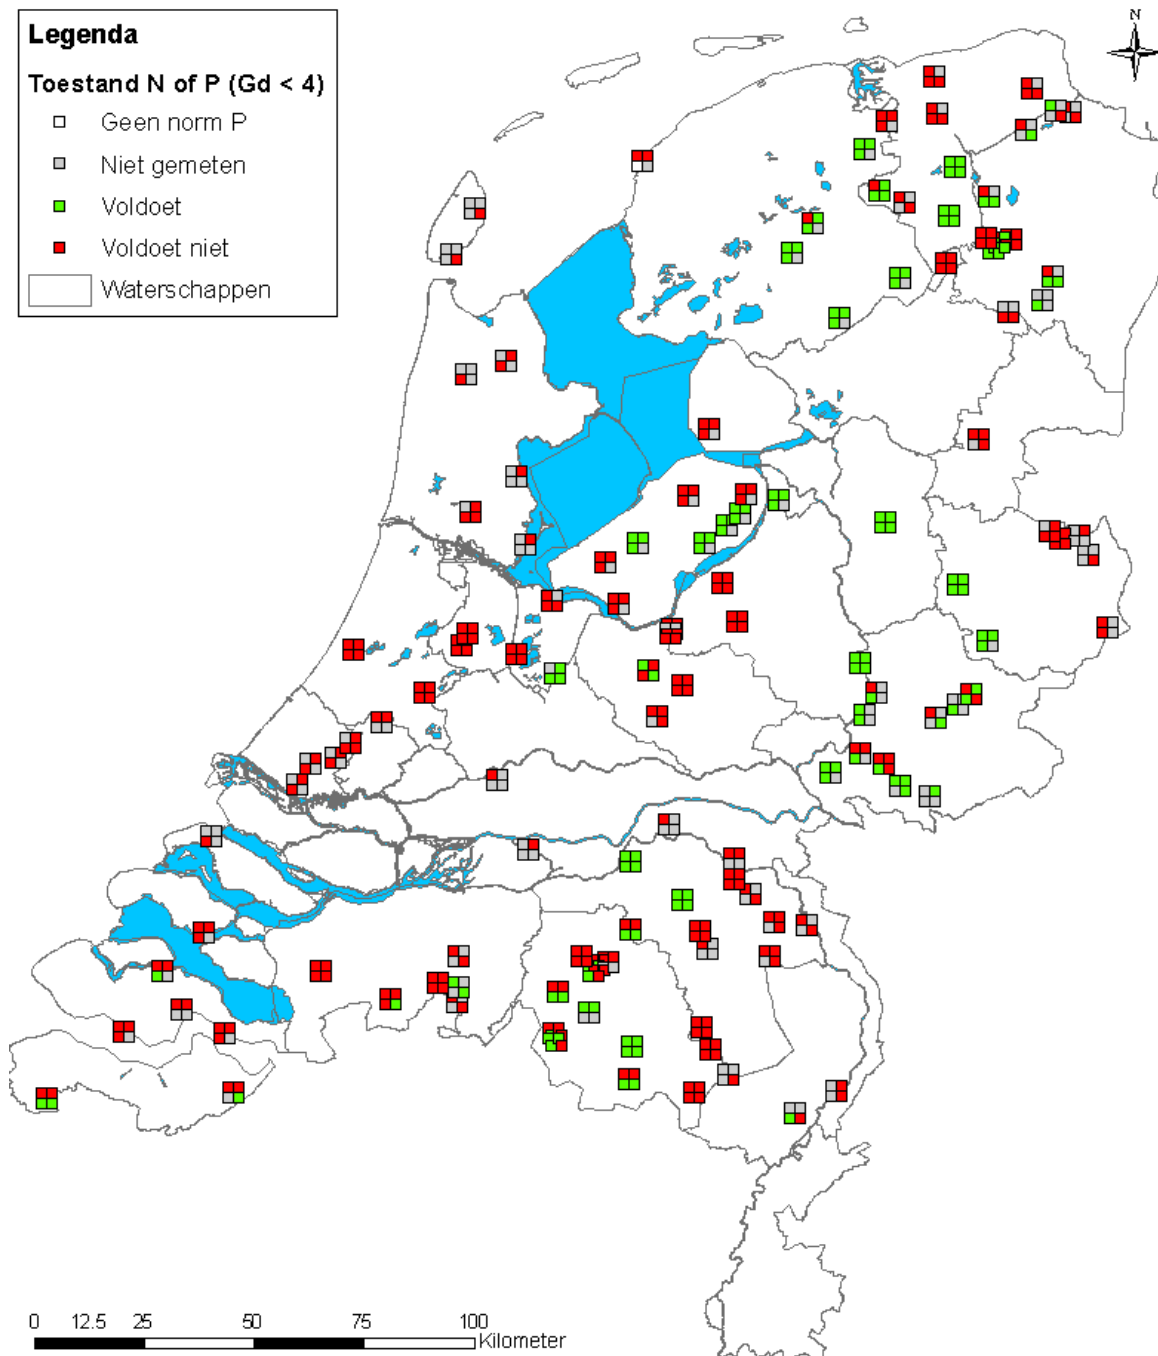 Legenda
Toestand N of P (Gd < 4)
Geen norm P
Niet gemeten
Voldoet
Voldoet niet
Waterschappen
N
0 12.5 25 50 75 100
Kilometer